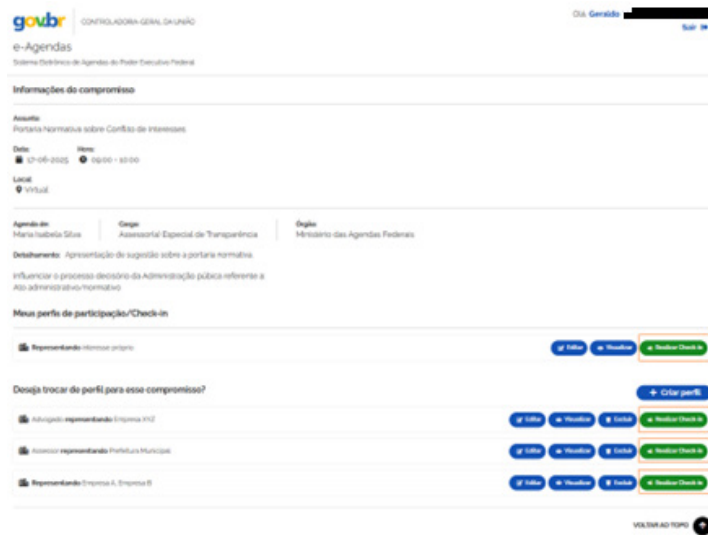 gov.br CONTROLADORIA-GERAL DA UNIÃO
Olá, Geraldo
Sair
e-Agendas
Sistema Eletrônico de Agendas do Poder Executivo Federal
Informações do compromisso
Assunto:
Portaria Normativa sobre Conflito de Interesses
Data: Hora:
17-06-2025 09:00 - 10:00
Local:
Virtual
Agenda de: Cargo: Órgão:
Maria Isabela Silva Assessor(a) Especial de Transparência Ministério das Agendas Federais
Detalhamento: Apresentação de sugestão sobre a portaria normativa.
Influenciar o processo decisório da Administração púbica referente a
Ato administrativo/normativo
Meus perfis de participação/Check-in
Representando Interesse próprio Editar Visualizar Realizar Check-in
Deseja trocar de perfil para esse compromisso? + Criar perfil
Advogado representando Empresa XYZ Editar Visualizar Excluir Realizar Check-in
Assessor representando Prefeitura Municipal Editar Visualizar Excluir Realizar Check-in
Representando Empresa A, Empresa B Editar Visualizar Excluir Realizar Check-in
VOLTAR AO TOPO